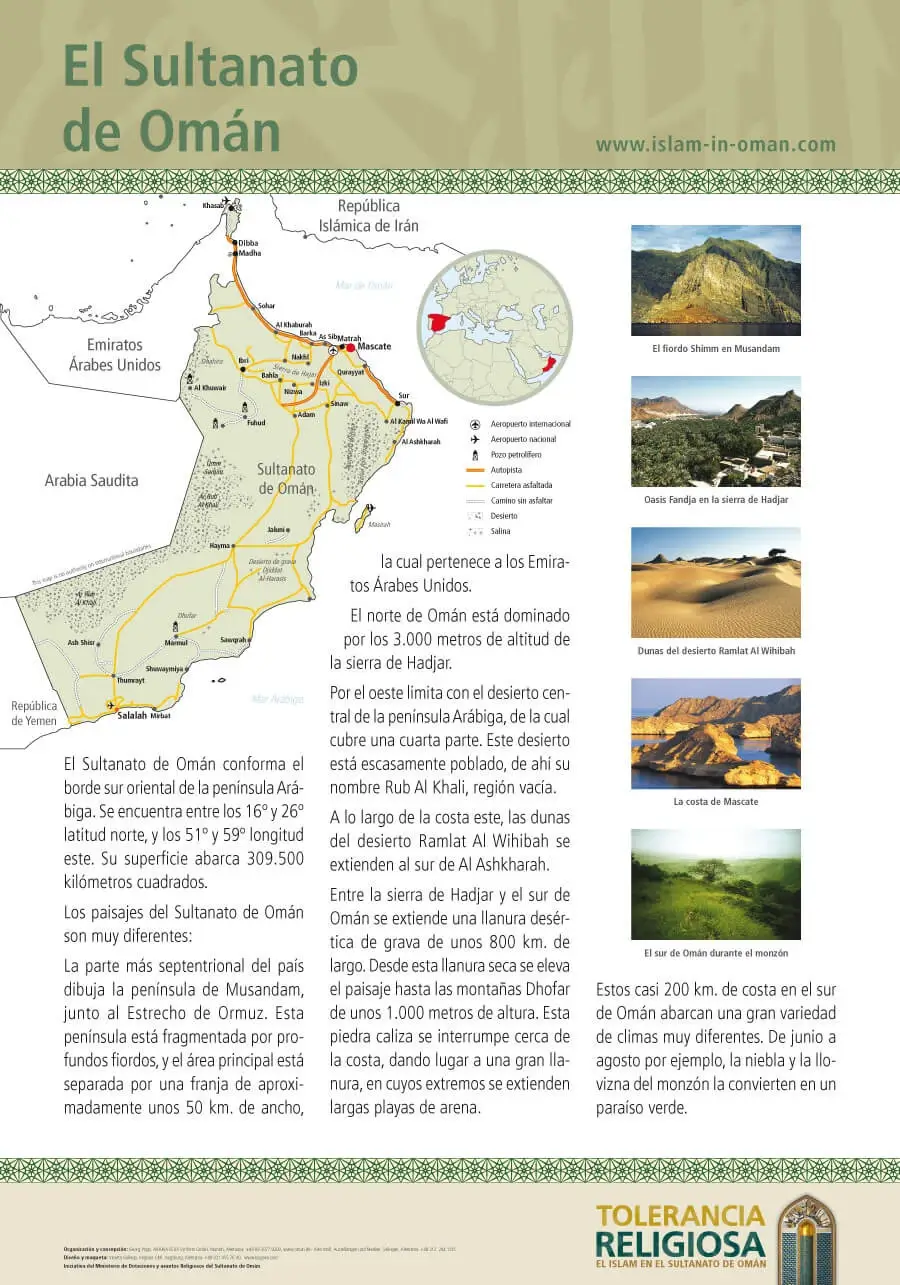 El Sultanato
de Omán
www.islam-in-oman.com
República
Islámica de Irán
Khasab
Dibba
Madha
Mar de Omán
Sohar
Al Khaburah
Barka
As Sib
Matrah
Mascate
Emiratos
Árabes Unidos
Ibri
Nakhl
Sierra de Hajar
Bahla
Izki
Nizwa
Qurayyat
Al Khuwair
Sinaw
Sur
Adam
Fuhud
Al Kamil Wa Al Wafi
Al Ashkharah
Arabia Saudita
Sultanato
de Omán
Masirah
Jaluni
Hayma
This map is no authority on international boundaries
Desierto de grava
Djiddat
Al-Harasis
Ar Rub
Al Khali
Dhofar
Ash Shisr
Marmul
Sawqrah
Shuwaymiya
Thumrayt
República
de Yemen
Salalah
Mirbat
Mar Arábiga
Aeropuerto internacional
Aeropuerto nacional
Pozo petrolífero
Autopista
Carretera asfaltada
Camino sin asfaltar
Desierto
Salina
El Sultanato de Omán conforma el
borde sur oriental de la península Ará-
biga. Se encuentra entre los 16º y 26º
latitud norte, y los 51º y 59º longitud
este. Su superficie abarca 309.500
kilómetros cuadrados.
Los paisajes del Sultanato de Omán
son muy diferentes:
La parte más septentrional del país
dibuja la península de Musandam,
junto al Estrecho de Ormuz. Esta
península está fragmentada por pro-
fundos fiordos, y el área principal está
separada por una franja de aproxi-
madamente unos 50 km. de ancho,
la cual pertenece a los Emira-
tos Árabes Unidos.
El norte de Omán está dominado
por los 3.000 metros de altitud de
la sierra de Hadjar.
Por el oeste limita con el desierto cen-
tral de la península Arábiga, de la cual
cubre una cuarta parte. Este desierto
está escasamente poblado, de ahí su
nombre Rub Al Khali, región vacía.
A lo largo de la costa este, las dunas
del desierto Ramlat Al Wihibah se
extienden al sur de Al Ashkharah.
Entre la sierra de Hadjar y el sur de
Omán se extiende una llanura desér-
tica de grava de unos 800 km. de
largo. Desde esta llanura seca se eleva
el paisaje hasta las montañas Dhofar
de unos 1.000 metros de altura. Esta
piedra caliza se interrumpe cerca de
la costa, dando lugar a una gran lla-
nura, en cuyos extremos se extienden
largas playas de arena.
El fiordo Shimm en Musandam
Oasis Fandja en la sierra de Hadjar
Dunas del desierto Ramlat Al Wihibah
La costa de Mascate
El sur de Omán durante el monzón
Estos casi 200 km. de costa en el sur
de Omán abarcan una gran variedad
de climas muy diferentes. De junio a
agosto por ejemplo, la niebla y la llo-
vizna del monzón la convierten en un
paraíso verde.
Organización y concepción:
Diseño y maqueta:
Iniciativa del Ministerio de Dotaciones y asuntos Religiosos del Sultanato de Omán.
TOLERANCIA
RELIGIOSA
EL ISLAM EN EL SULTANATO DE OMÁN